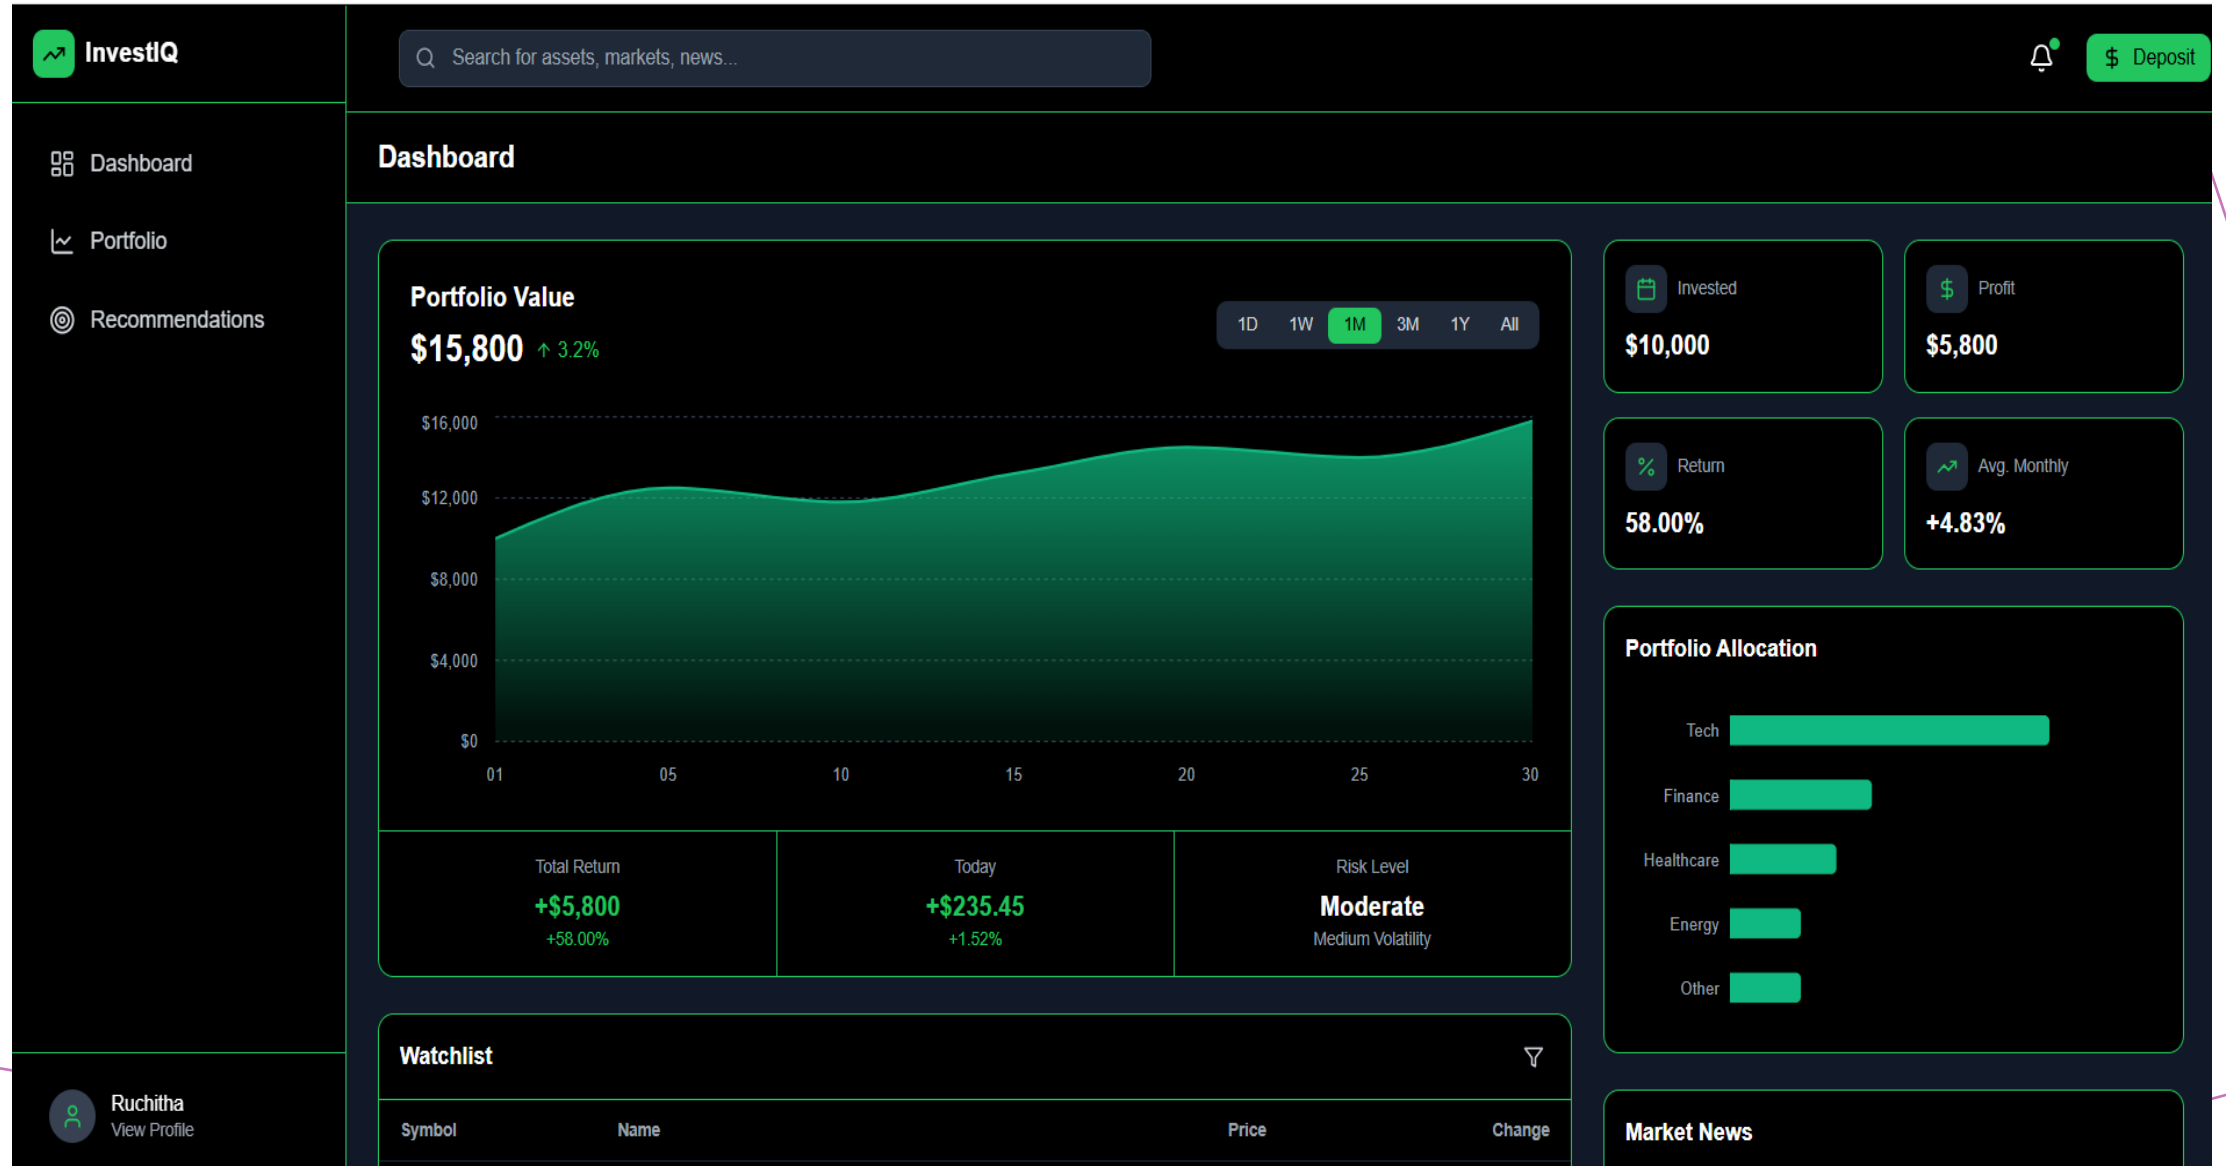 InvestIQ
Search for assets, markets, news...
$ Deposit
Dashboard
Portfolio
Recommendations
Ruchitha
View Profile
Dashboard
Portfolio Value
$15,800 ↑ 3.2%
1D 1W 1M 3M 1Y All
$16,000
$12,000
$8,000
$4,000
$0
01 05 10 15 20 25 30
Total Return
+$5,800
+58.00%
Today
+$235.45
+1.52%
Risk Level
Moderate
Medium Volatility
Watchlist
Symbol Name Price Change
Invested
$10,000
$ Profit
$5,800
% Return
58.00%
Avg. Monthly
+4.83%
Portfolio Allocation
Tech
Finance
Healthcare
Energy
Other
Market News